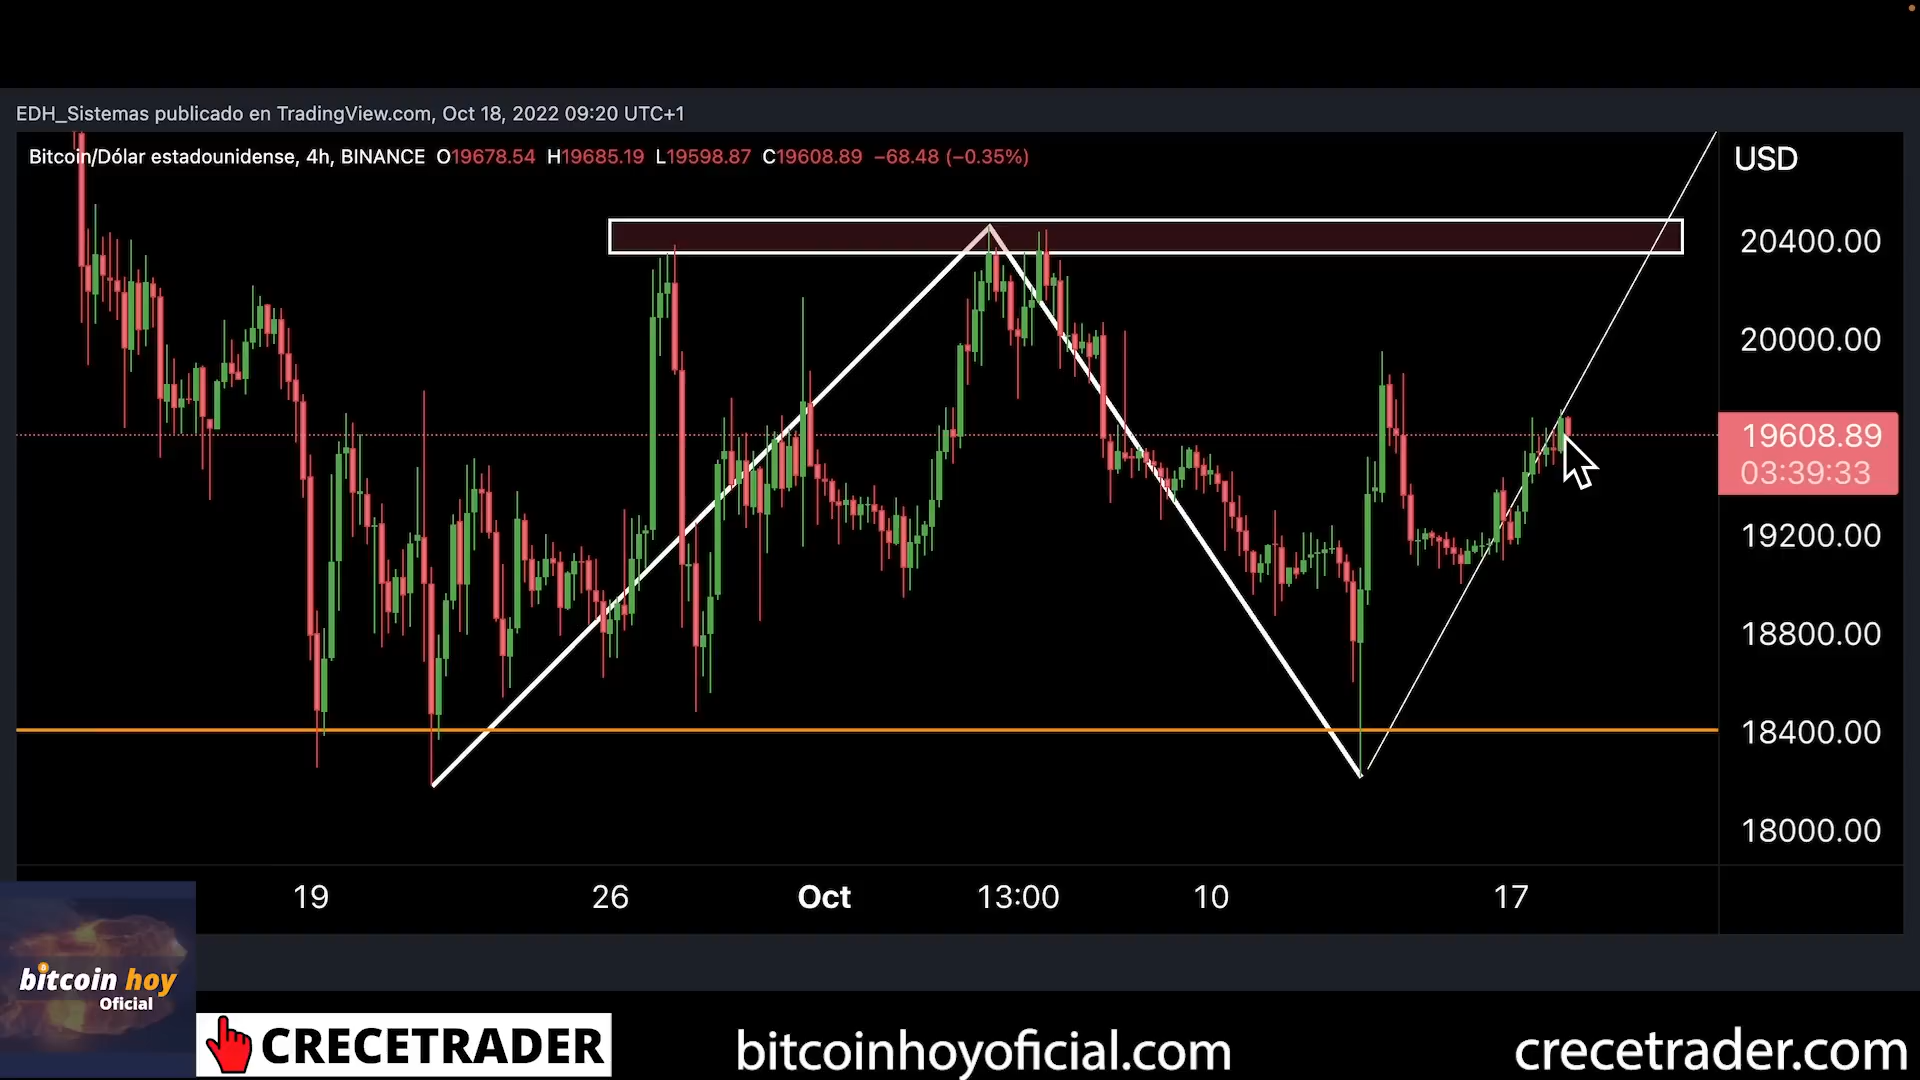 EDH_Sistemas publicado en TradingView.com, Oct 18, 2022 09:20 UTC+1
Bitcoin/Dólar estadounidense, 4h, BINANCE O19678.54 H19685.19 L19598.87 C19608.89 −68.48 (−0.35%)
USD
20400.00
20000.00
19608.89
03:39:33
19200.00
18800.00
18400.00
18000.00
19 26 Oct 13:00 10 17
bitcoin hoy
Oficial
CRECETRADER
bitcoinhoyoficial.com
crecetrader.com